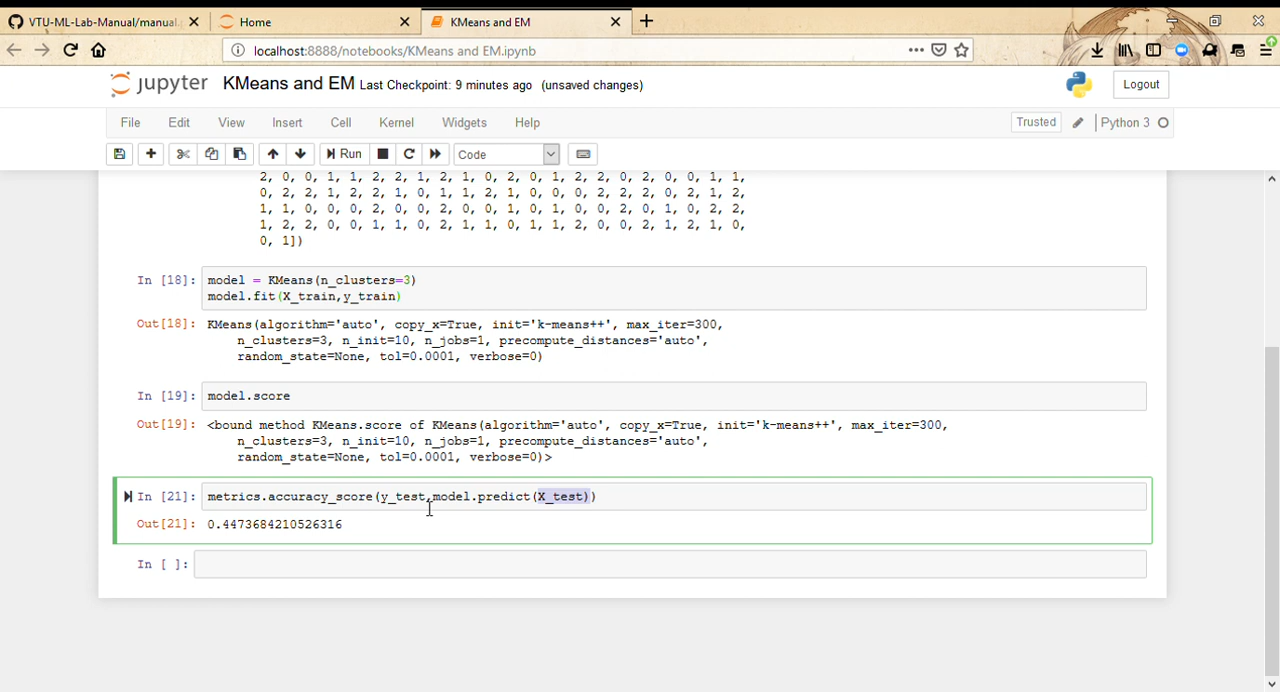 VTU-ML-Lab-Manual/manual.
Home
KMeans and EM
localhost:8888/notebooks/KMeans and EM.ipynb
jupyter KMeans and EM Last Checkpoint: 9 minutes ago (unsaved changes)
Logout
File Edit View Insert Cell Kernel Widgets Help
Trusted
Python 3
Run
Code
2, 0, 0, 1, 1, 2, 2, 1, 2, 1, 0, 2, 0, 1, 2, 2, 0, 2, 0, 0, 1, 1,
0, 2, 2, 1, 2, 2, 1, 0, 1, 1, 2, 1, 0, 0, 0, 2, 2, 2, 0, 2, 1, 2,
1, 1, 0, 0, 0, 2, 0, 0, 2, 0, 0, 1, 0, 1, 0, 0, 2, 0, 1, 0, 2, 2,
1, 2, 2, 0, 0, 1, 1, 0, 2, 1, 1, 0, 1, 1, 2, 0, 0, 2, 1, 2, 1, 0,
0, 1])
In [18]: model = KMeans(n_clusters=3)
model.fit(X_train,y_train)
Out[18]: KMeans(algorithm='auto', copy_x=True, init='k-means++', max_iter=300,
n_clusters=3, n_init=10, n_jobs=1, precompute_distances='auto',
random_state=None, tol=0.0001, verbose=0)
In [19]: model.score
Out[19]: <bound method KMeans.score of KMeans(algorithm='auto', copy_x=True, init='k-means++', max_iter=300,
n_clusters=3, n_init=10, n_jobs=1, precompute_distances='auto',
random_state=None, tol=0.0001, verbose=0)>
In [21]: metrics.accuracy_score(y_test,model.predict(X_test))
Out[21]: 0.4473684210526316
In [ ]: